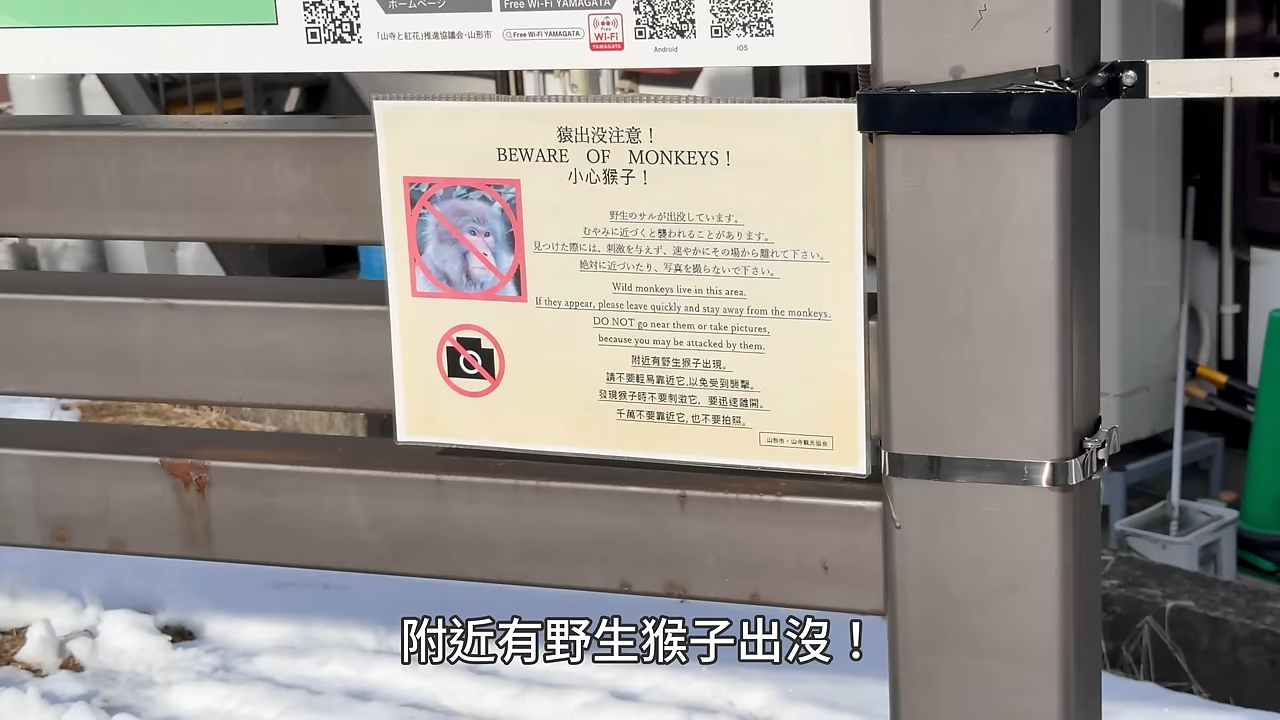 ホームページ
Free Wi-Fi YAMAGATA
「山寺と紅花」推進協議会・山形市
Free Wi-Fi YAMAGATA
Free
Wi-Fi
YAMAGATA
Android
iOS
猿出没注意！
BEWARE OF MONKEYS！
小心猴子！
野生のサルが出没しています。
むやみに近づくと襲われることがあります。
見つけた際には、刺激を与えず、速やかにその場から離れて下さい。
絶対に近づいたり、写真を撮らないで下さい。
Wild monkeys live in this area.
If they appear, please leave quickly and stay away from the monkeys.
DO NOT go near them or take pictures,
because you may be attacked by them.
附近有野生猴子出現。
請不要輕易靠近它,以免受到襲擊。
發現猴子時不要刺激它，要迅速離開。
千萬不要靠近它,也不要拍照。
山形市・山寺観光協会
附近有野生猴子出沒！